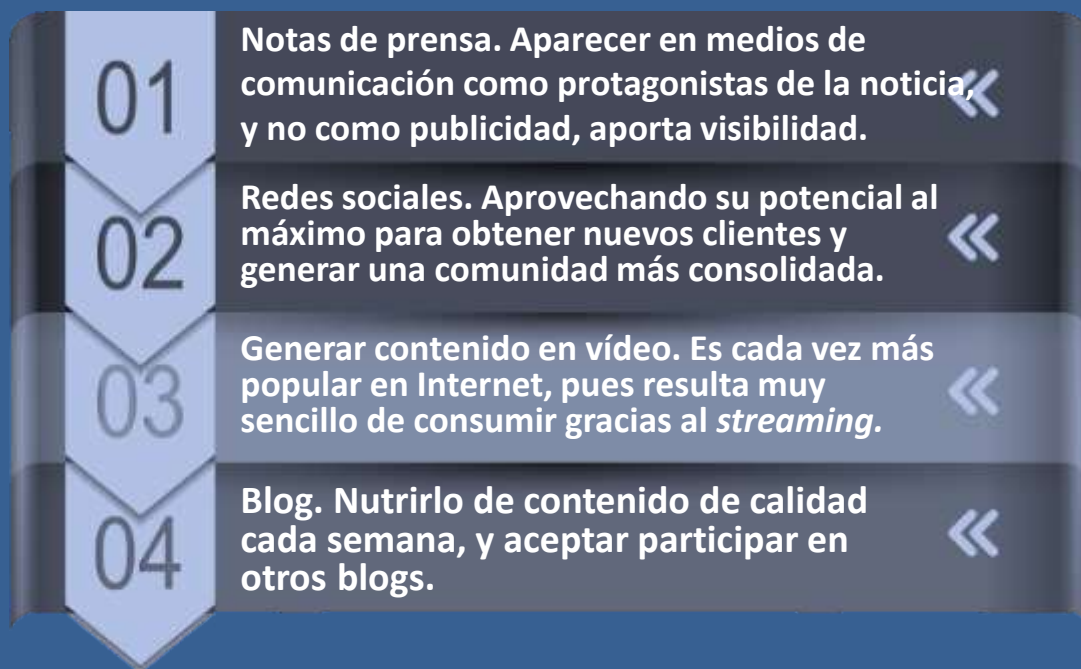 01
Notas de prensa. Aparecer en medios de
comunicación como protagonistas de la noticia,
y no como publicidad, aporta visibilidad.
02
Redes sociales. Aprovechando su potencial al
máximo para obtener nuevos clientes y
generar una comunidad más consolidada.
03
Generar contenido en vídeo. Es cada vez más
popular en Internet, pues resulta muy
sencillo de consumir gracias al streaming.
04
Blog. Nutrirlo de contenido de calidad
cada semana, y aceptar participar en
otros blogs.